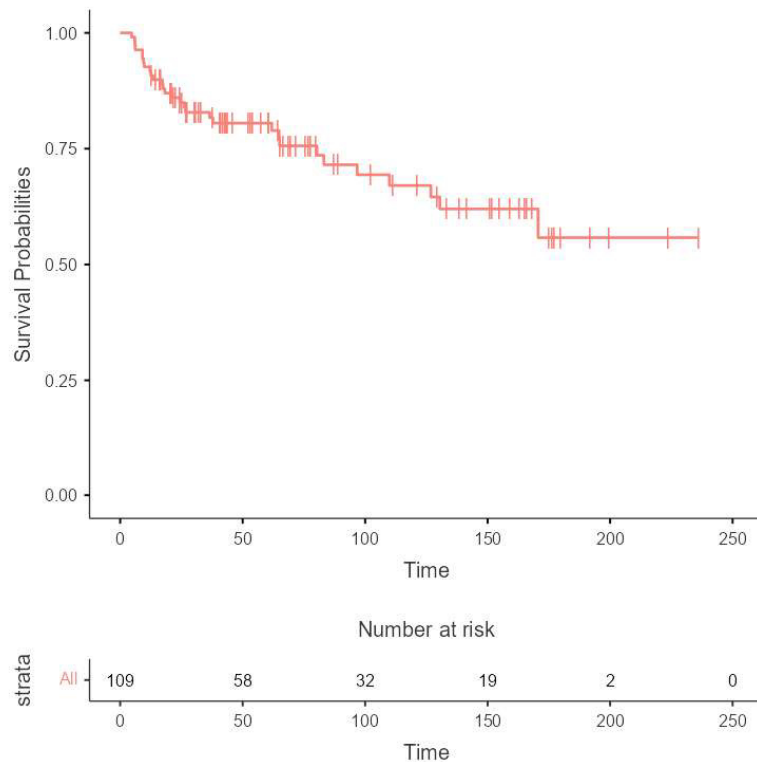 1.00
0.75
0.50
0.25
0.00
Survival Probabilities
0 50 100 150 200 250
Time
Number at risk
strata
All 109 58 32 19 2 0
0 50 100 150 200 250
Time